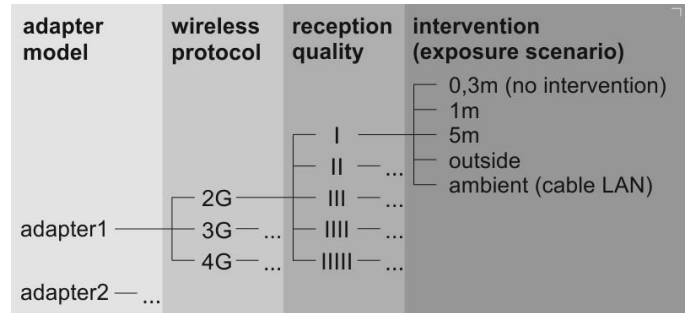 adapter model
wireless protocol
reception quality
intervention (exposure scenario)
0,3m (no intervention)
1m
I
5m
II ...
outside
2G
III ...
ambient (cable LAN)
adapter1
3G ...
IIII ...
4G ...
IIIII ...
adapter2 ...